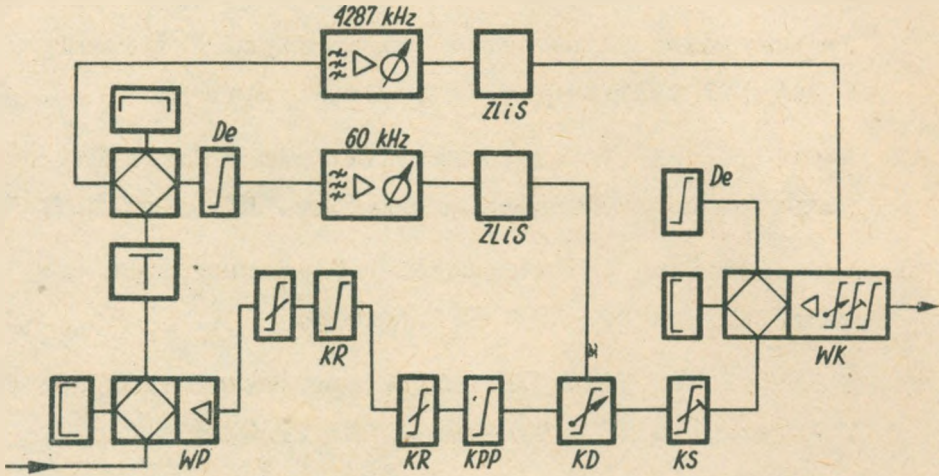 4287 kHz
ZLiS
De
60 kHz
ZLiS
De
KR
WK
WP
KR
KPP
KD
KS